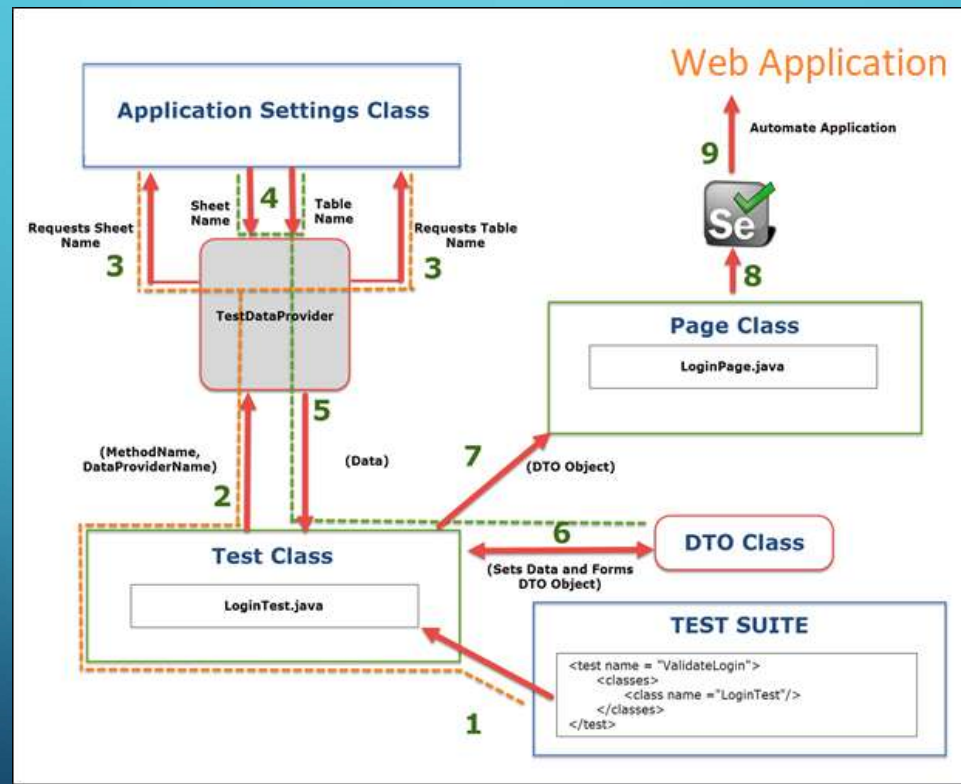 Web Application
Application Settings Class
Automate Application
9
4
Sheet
Name
Table
Name
Requests Sheet
Name
3
Requests Table
Name
3
Se
8
TestDataProvider
Page Class
LoginPage.java
5
(MethodName,
DataProviderName)
2
(Data)
7
(DTO Object)
6
DTO Class
(Sets Data and Forms
DTO Object)
Test Class
LoginTest.java
TEST SUITE
<test name = "ValidateLogin">
<classes>
<class name ="LoginTest"/>
</classes>
</test>
1